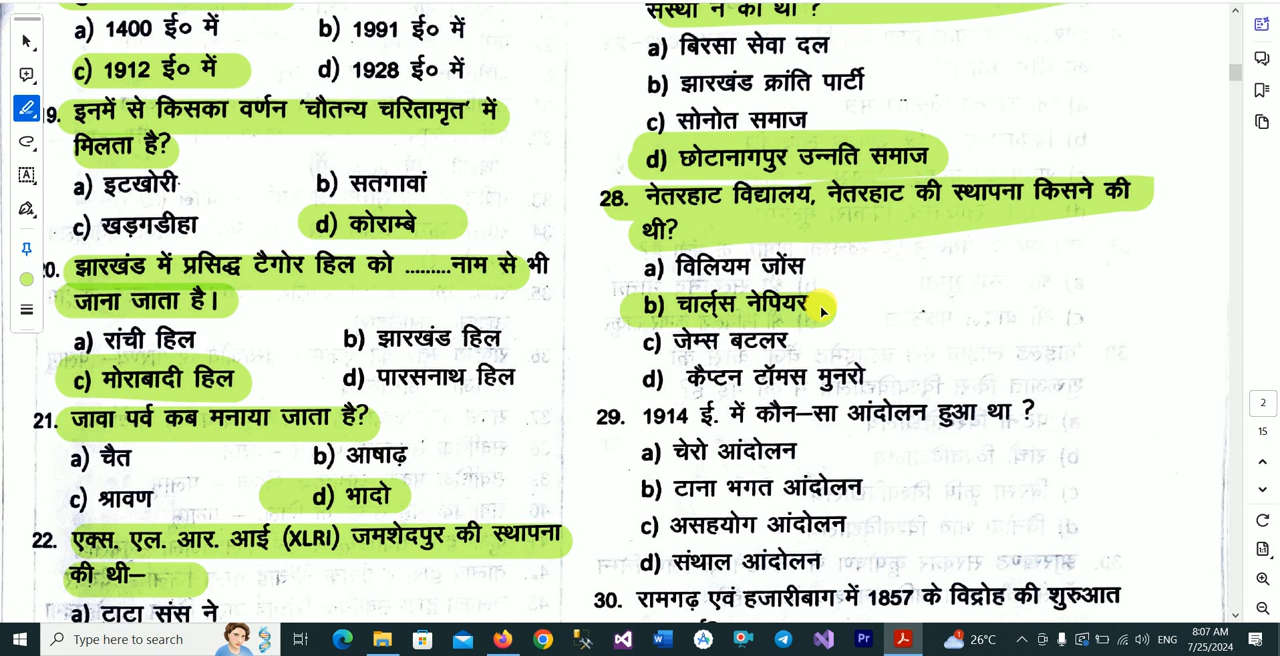 a) 1400 ई० में b) 1991 ई० में
c) 1912 ई० में d) 1928 ई० में
19. इनमें से किसका वर्णन 'चौतन्य चरितामृत' में
मिलता है?
a) इटखोरी b) सतगावां
c) खड़गडीहा d) कोराम्बे
20. झारखंड में प्रसिद्ध टैगोर हिल को .........नाम से भी
जाना जाता है।
a) रांची हिल b) झारखंड हिल
c) मोराबादी हिल d) पारसनाथ हिल
21. जावा पर्व कब मनाया जाता है?
a) चैत b) आषाढ़
c) श्रावण d) भादो
22. एक्स. एल. आर. आई (XLRI) जमशेदपुर की स्थापना
की थी—
a) टाटा संस ने
संस्था ने की थी ?
a) बिरसा सेवा दल
b) झारखंड क्रांति पार्टी
c) सोनोत समाज
d) छोटानागपुर उन्नति समाज
28. नेतरहाट विद्यालय, नेतरहाट की स्थापना किसने की
थी?
a) विलियम जोंस
b) चार्ल्स नेपियर
c) जेम्स बटलर
d) कैप्टन टॉमस मुनरो
29. 1914 ई. में कौन–सा आंदोलन हुआ था ?
a) चेरो आंदोलन
b) टाना भगत आंदोलन
c) असहयोग आंदोलन
d) संथाल आंदोलन
30. रामगढ़ एवं हजारीबाग में 1857 के विद्रोह की शुरुआत
2
15
Type here to search
26°C
ENG
8:07 AM
7/25/2024